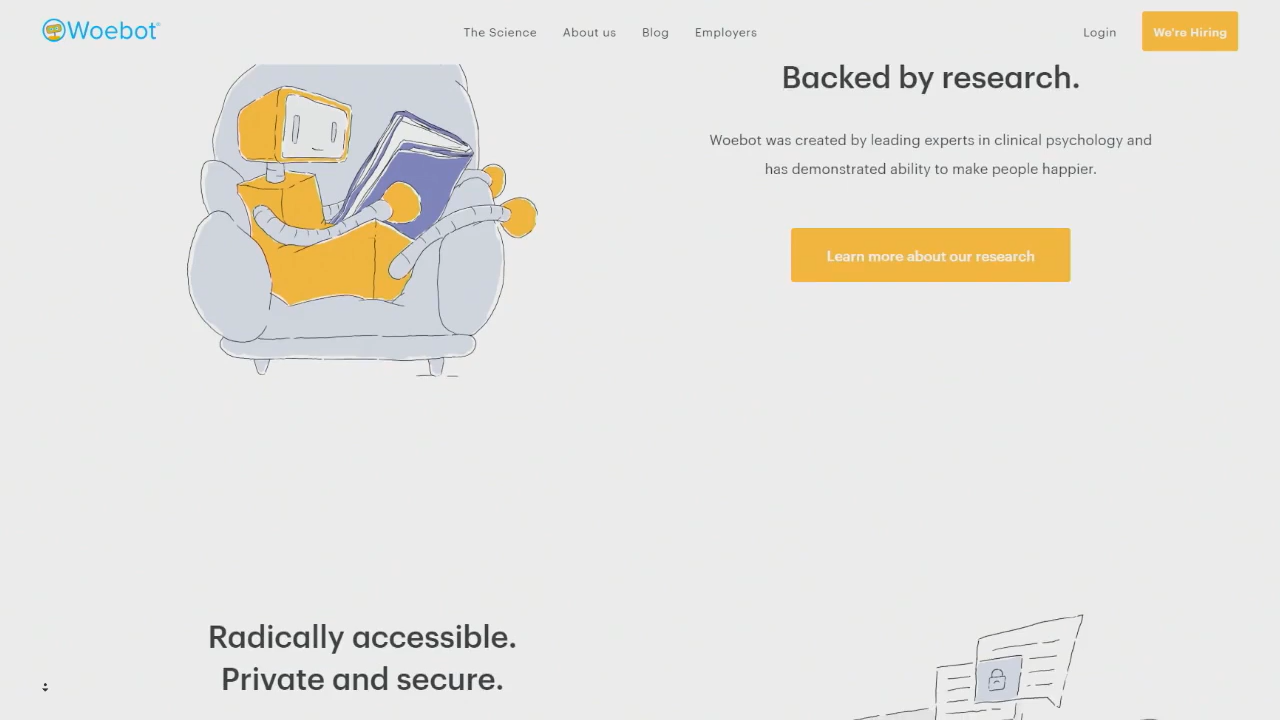 Woebot®
The Science
About us
Blog
Employers
Login
We're Hiring
Backed by research.
Woebot was created by leading experts in clinical psychology and
has demonstrated ability to make people happier.
Learn more about our research
Radically accessible.
Private and secure.